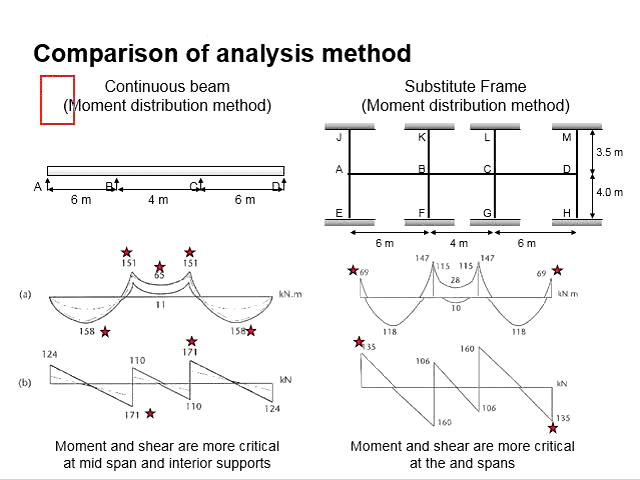 Comparison of analysis method
Continuous beam
(Moment distribution method)
A
B
C
D
6 m
4 m
6 m
151
65
151
(a)
11
kN.m
158
158
124
110
171
(b)
kN
171
110
124
Moment and shear are more critical
at mid span and interior supports
Substitute Frame
(Moment distribution method)
J
K
L
M
3.5 m
A
B
C
D
4.0 m
E
F
G
H
6 m
4 m
6 m
147
147
69
115
115
69
28
kN m
10
118
118
135
106
160
kN
160
106
135
Moment and shear are more critical
at the and spans